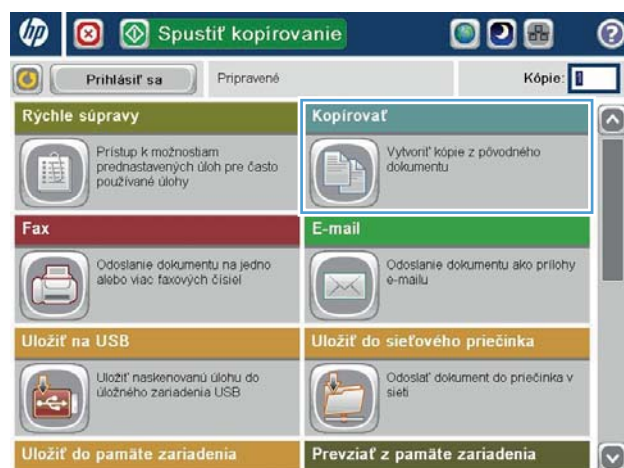 hp
Spustiť kopírovanie
?
Prihlásiť sa
Pripravené
Kópie: 1
Rýchle súpravy
Prístup k možnostiam
prednastavených úloh pre často
používané úlohy
Kopírovať
Vytvoriť kópie z pôvodného
dokumentu
Fax
Odoslanie dokumentu na jedno
alebo viac faxových čísiel
E-mail
Odoslanie dokumentu ako prílohy
e-mailu
Uložiť na USB
Uložiť naskenovanú úlohu do
úložného zariadenia USB
Uložiť do sieťového priečinka
Odoslať dokument do priečinka v
sieti
Uložiť do pamäte zariadenia
Prevziať z pamäte zariadenia